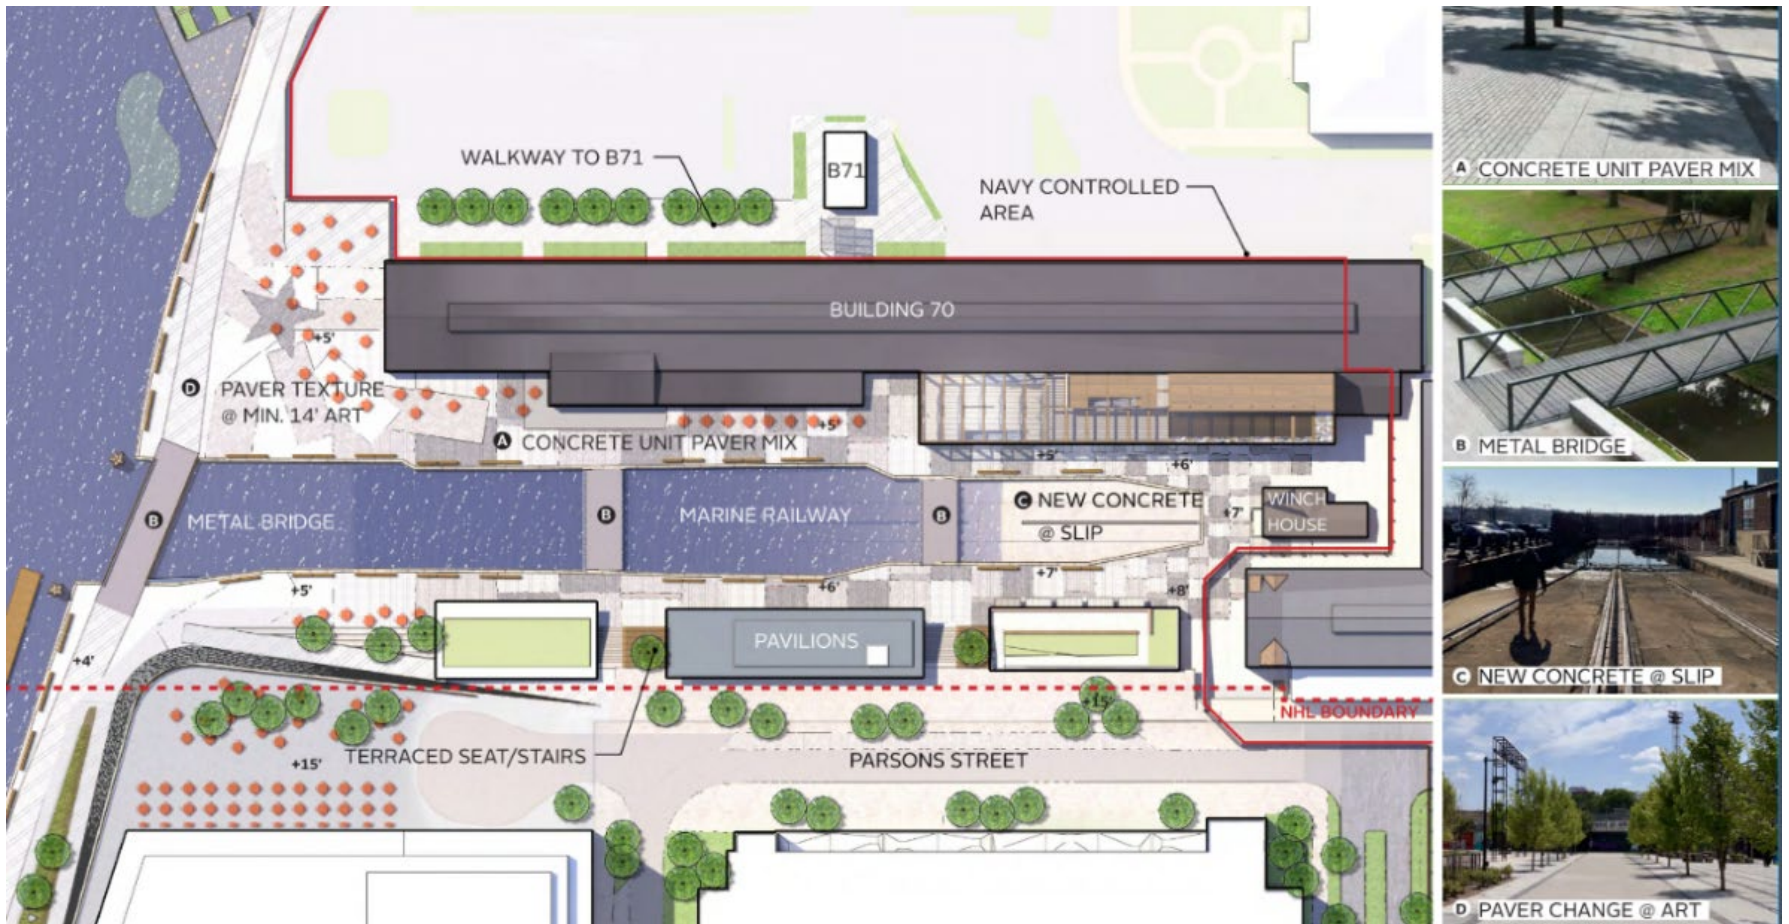 WALKWAY TO B71
B71
NAVY CONTROLLED
AREA
BUILDING 70
+5'
D PAVER TEXTURE
@ MIN. 14' ART
+5'
A CONCRETE UNIT PAVER MIX
+5'
+6'
B METAL BRIDGE
B
MARINE RAILWAY
B
C NEW CONCRETE
@ SLIP
+7'
WINCH
HOUSE
+5'
+6'
+7'
+8'
PAVILIONS
+4'
+15'
NHL BOUNDARY
+15'
TERRACED SEAT/STAIRS
PARSONS STREET
A CONCRETE UNIT PAVER MIX
B METAL BRIDGE
C NEW CONCRETE @ SLIP
D PAVER CHANGE @ ART